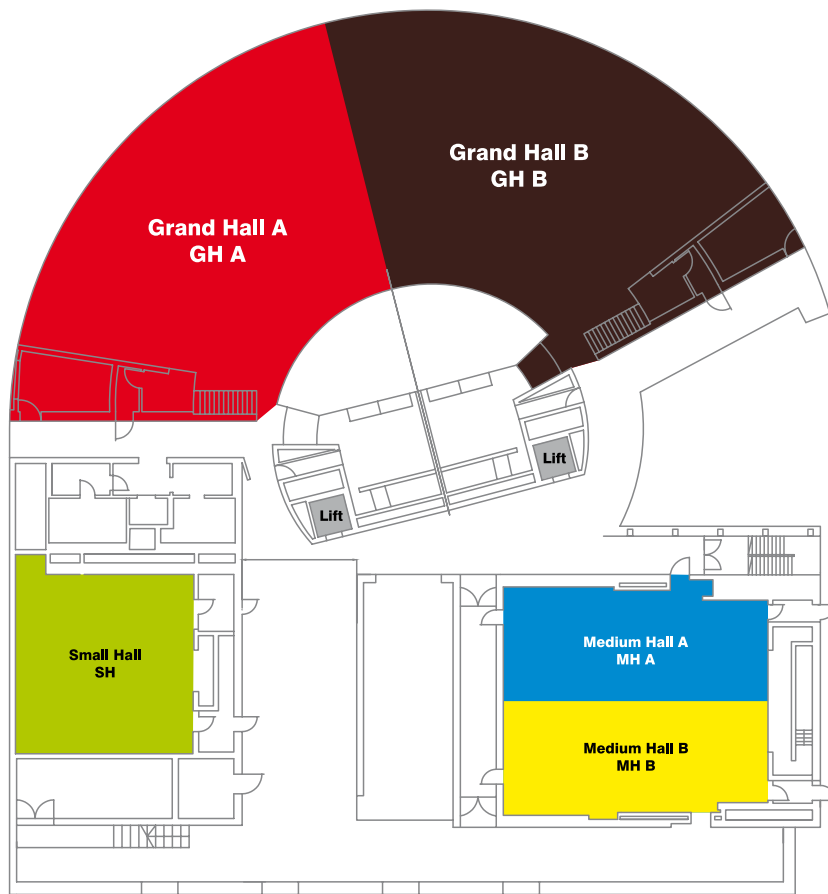 Grand Hall B
GH B
Grand Hall A
GH A
Lift
Lift
Small Hall
SH
Medium Hall A
MH A
Medium Hall B
MH B